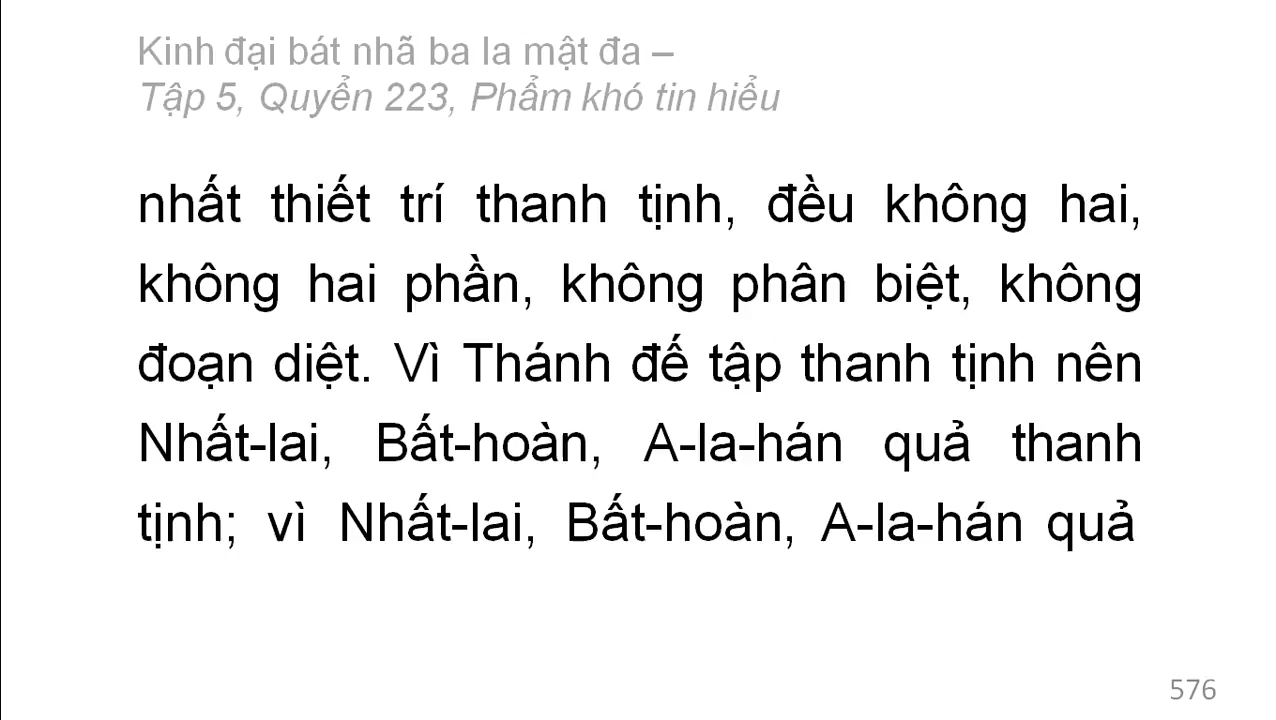 Kinh đại bát nhã ba la mật đa –
Tập 5, Quyển 223, Phẩm khó tin hiểu
nhất thiết trí thanh tịnh, đều không hai,
không hai phần, không phân biệt, không
đoạn diệt. Vì Thánh đế tập thanh tịnh nên
Nhất-lai, Bất-hoàn, A-la-hán quả thanh
tịnh; vì Nhất-lai, Bất-hoàn, A-la-hán quả
576